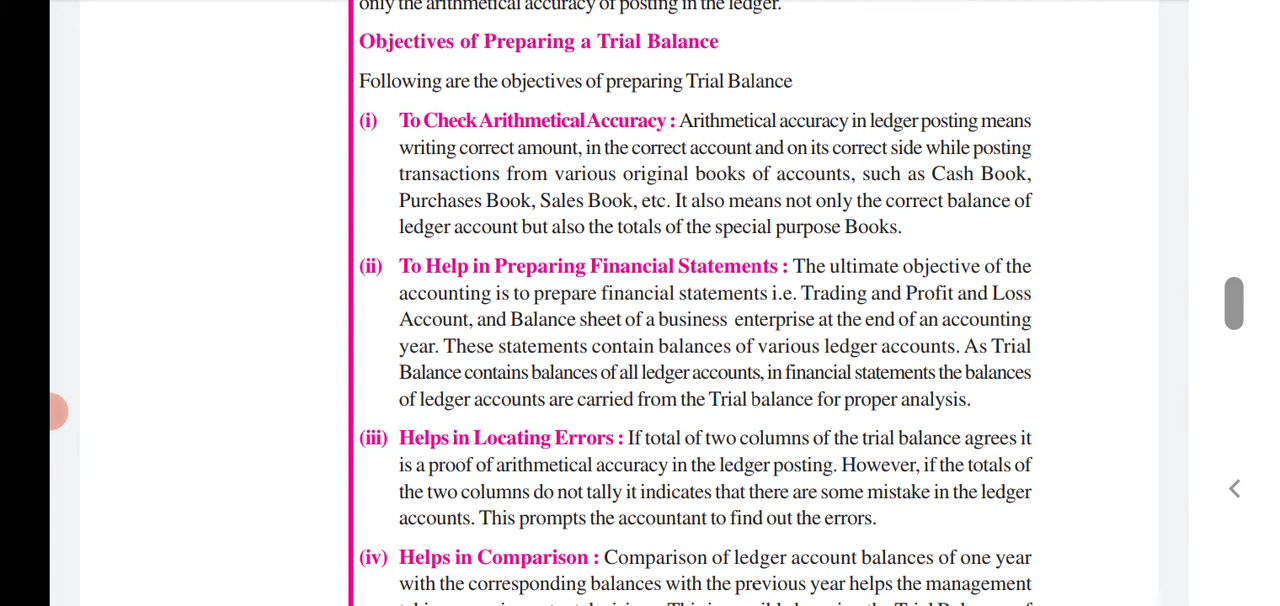 only the arithmetical accuracy of posting in the ledger.
Objectives of Preparing a Trial Balance
Following are the objectives of preparing Trial Balance
(i) To Check Arithmetical Accuracy : Arithmetical accuracy in ledger posting means
writing correct amount, in the correct account and on its correct side while posting
transactions from various original books of accounts, such as Cash Book,
Purchases Book, Sales Book, etc. It also means not only the correct balance of
ledger account but also the totals of the special purpose Books.
(ii) To Help in Preparing Financial Statements : The ultimate objective of the
accounting is to prepare financial statements i.e. Trading and Profit and Loss
Account, and Balance sheet of a business enterprise at the end of an accounting
year. These statements contain balances of various ledger accounts. As Trial
Balance contains balances of all ledger accounts, in financial statements the balances
of ledger accounts are carried from the Trial balance for proper analysis.
(iii) Helps in Locating Errors : If total of two columns of the trial balance agrees it
is a proof of arithmetical accuracy in the ledger posting. However, if the totals of
the two columns do not tally it indicates that there are some mistake in the ledger
accounts. This prompts the accountant to find out the errors.
(iv) Helps in Comparison : Comparison of ledger account balances of one year
with the corresponding balances with the previous year helps the management